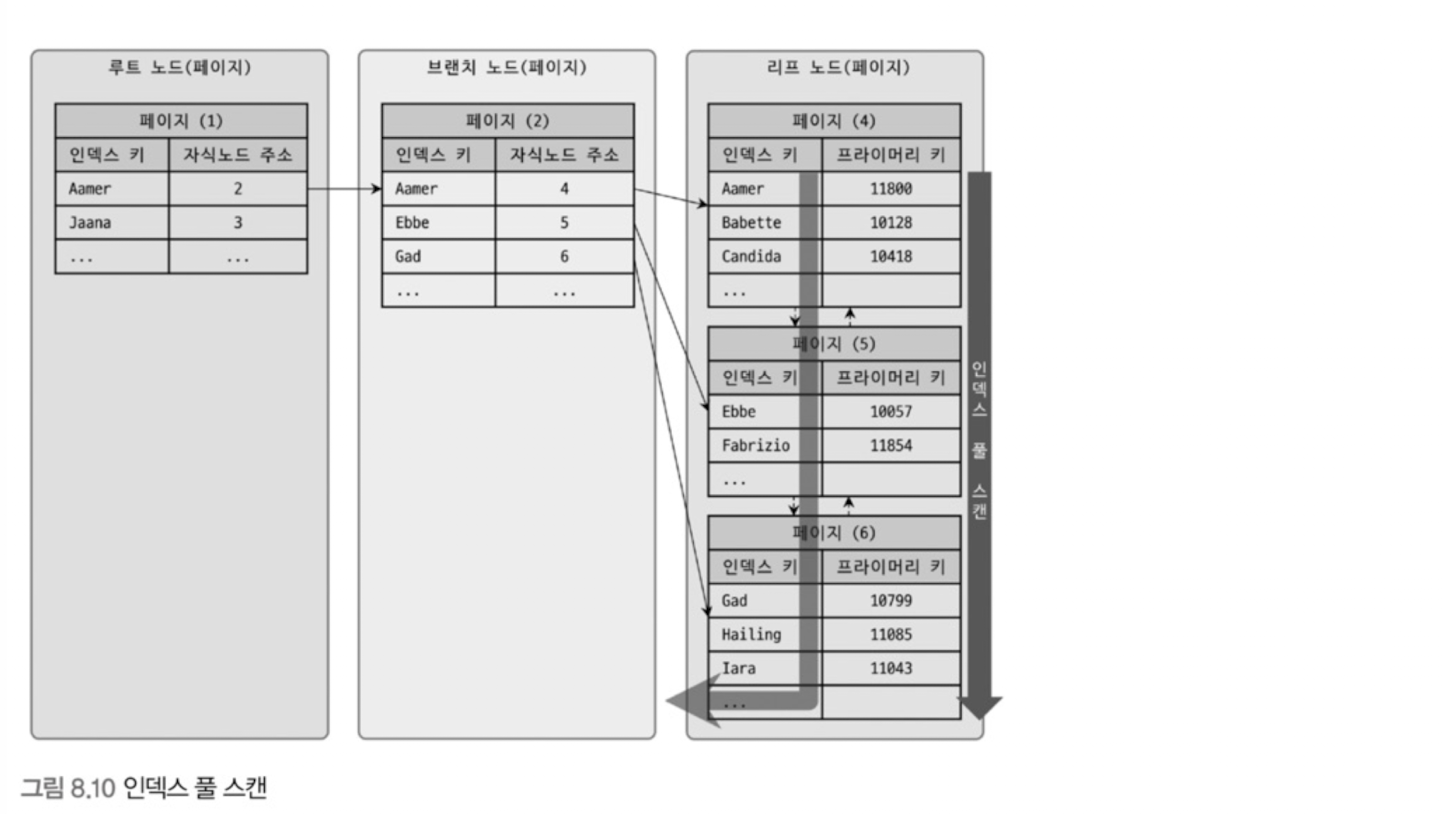 루트 노드(페이지)
페이지 (1)
인덱스 키 자식노드 주소
Aamer 2
Jaana 3
... ...
브랜치 노드(페이지)
페이지 (2)
인덱스 키 자식노드 주소
Aamer 4
Ebbe 5
Gad 6
... ...
리프 노드(페이지)
페이지 (4)
인덱스 키 프라이머리 키
Aamer 11800
Babette 10128
Candida 10418
...
페이지 (5)
인덱스 키 프라이머리 키
Ebbe 10057
Fabrizio 11854
...
페이지 (6)
인덱스 키 프라이머리 키
Gad 10799
Hailing 11085
Iara 11043
...
인덱스 풀 스캔
그림 8.10 인덱스 풀 스캔